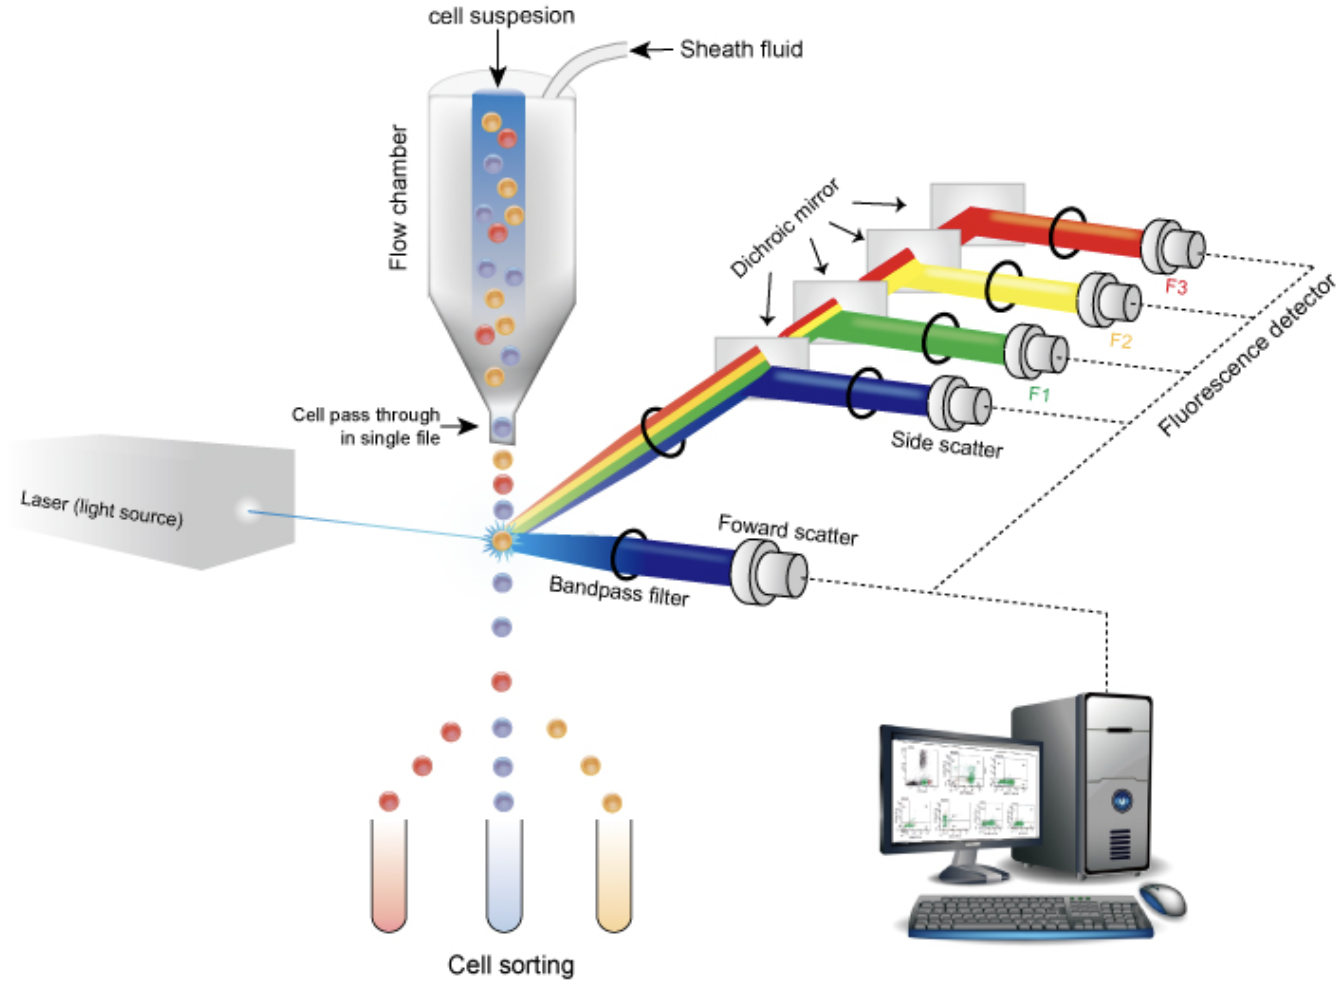 cell suspesion
Sheath fluid
Flow chamber
Dichroic mirror
F3
F2
F1
Fluorescence detector
Cell pass through
in single file
Side scatter
Laser (light source)
Foward scatter
Bandpass filter
Cell sorting